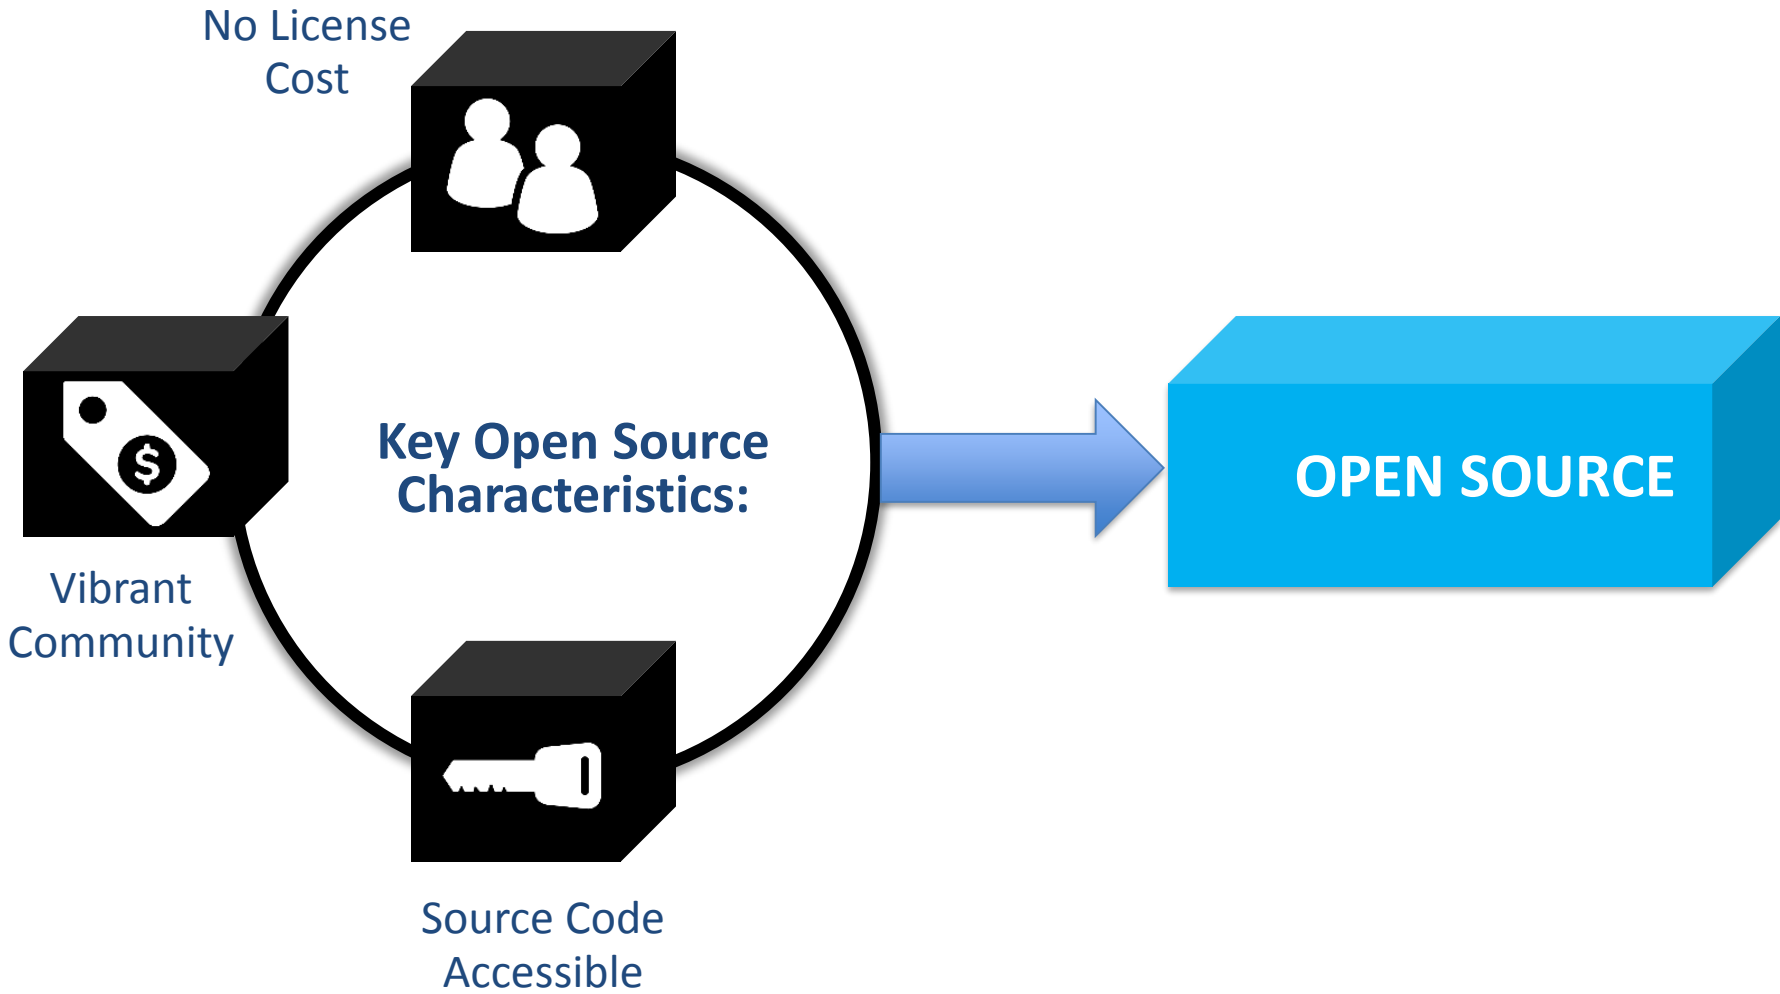 No License
Cost
$
Key Open Source
Characteristics:
OPEN SOURCE
Vibrant
Community
Source Code
Accessible